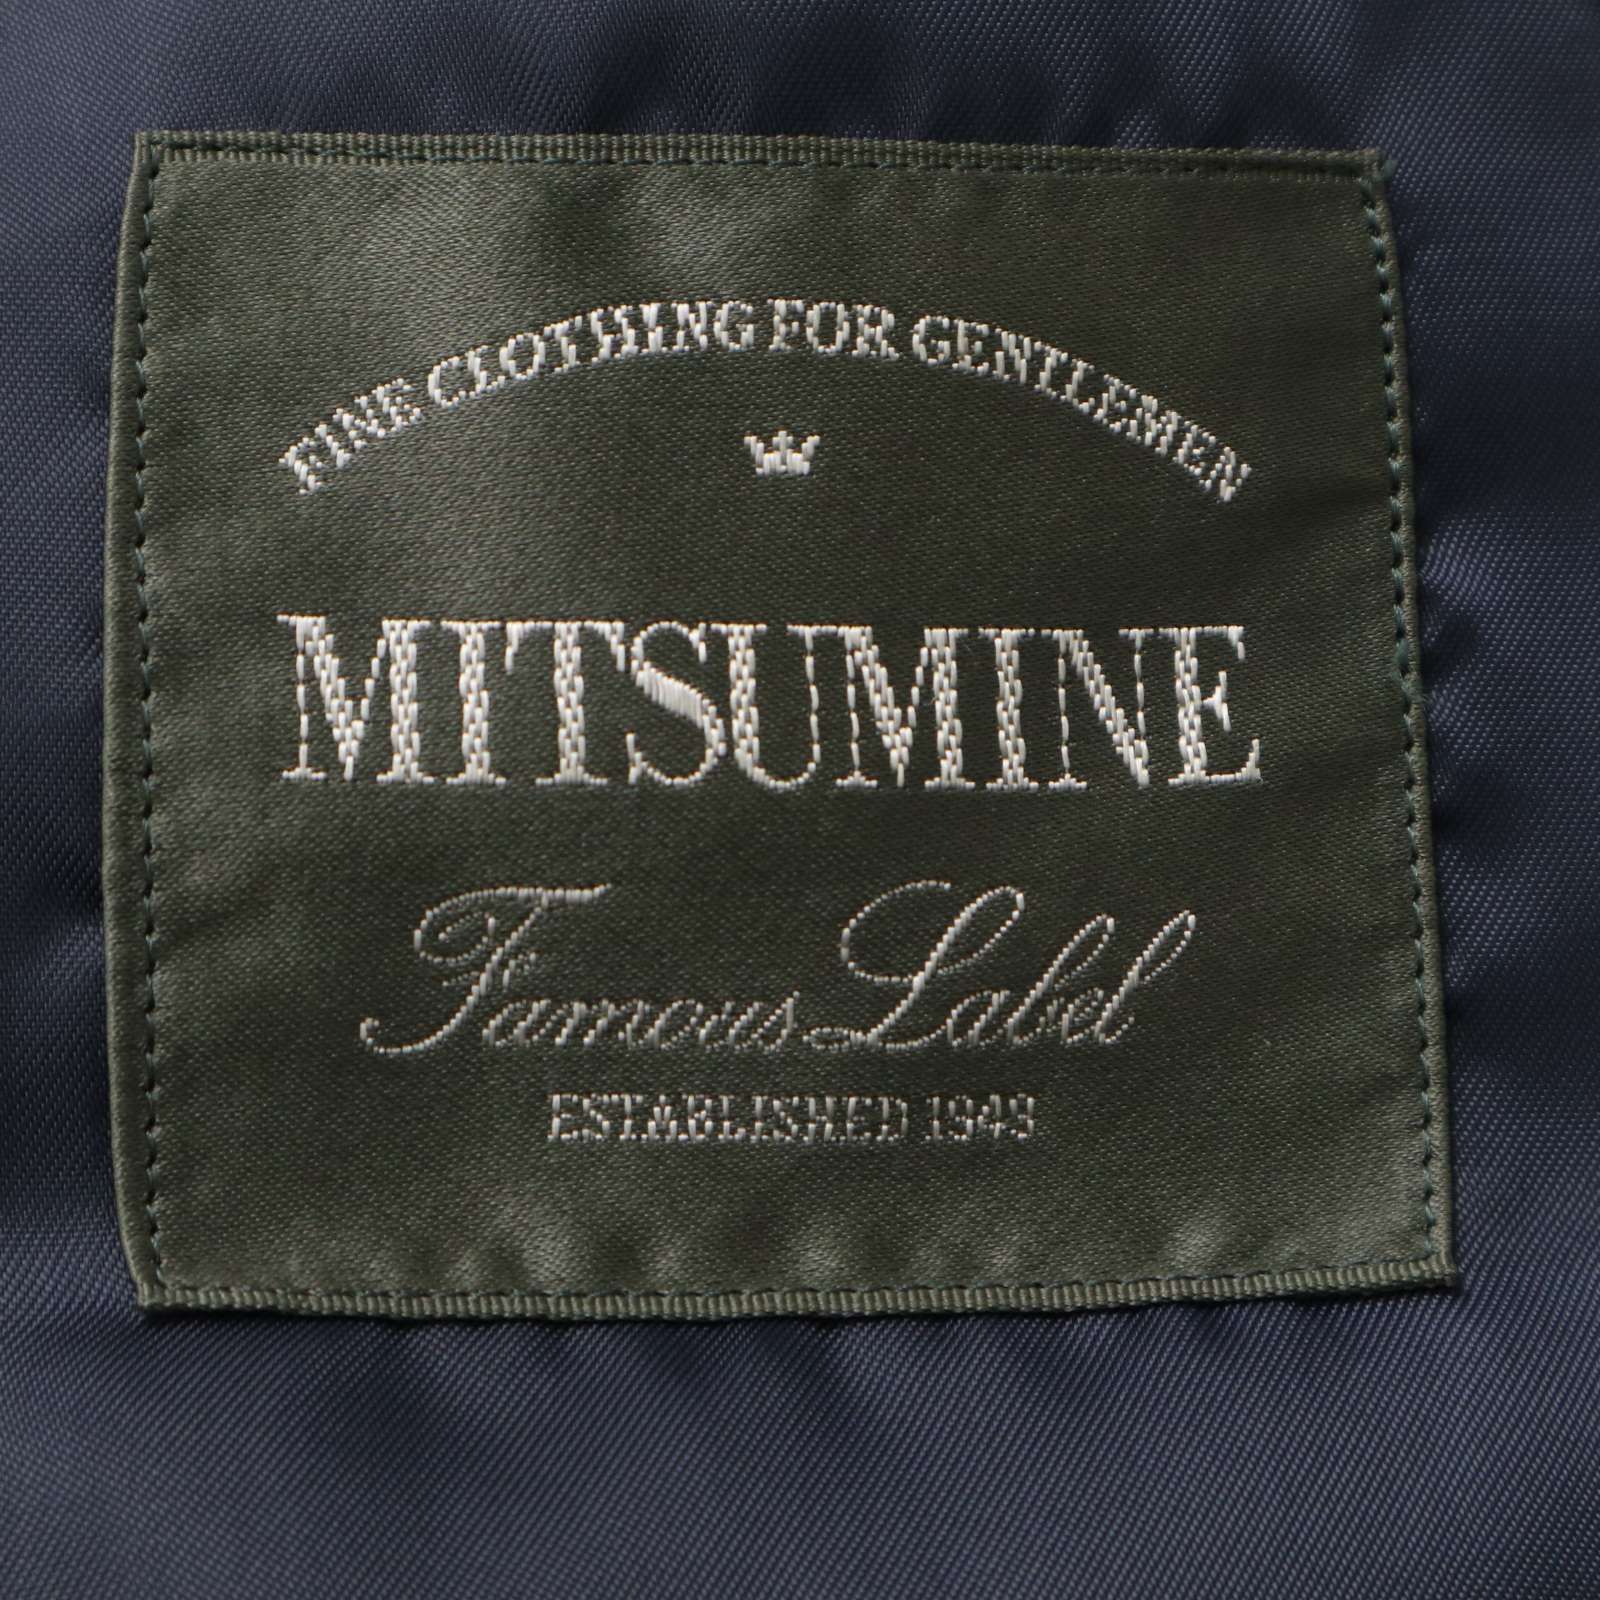 FINE CLOTHING FOR GENTLEMEN
MITSUMINE
Famous Label
ESTABLISHED 1949